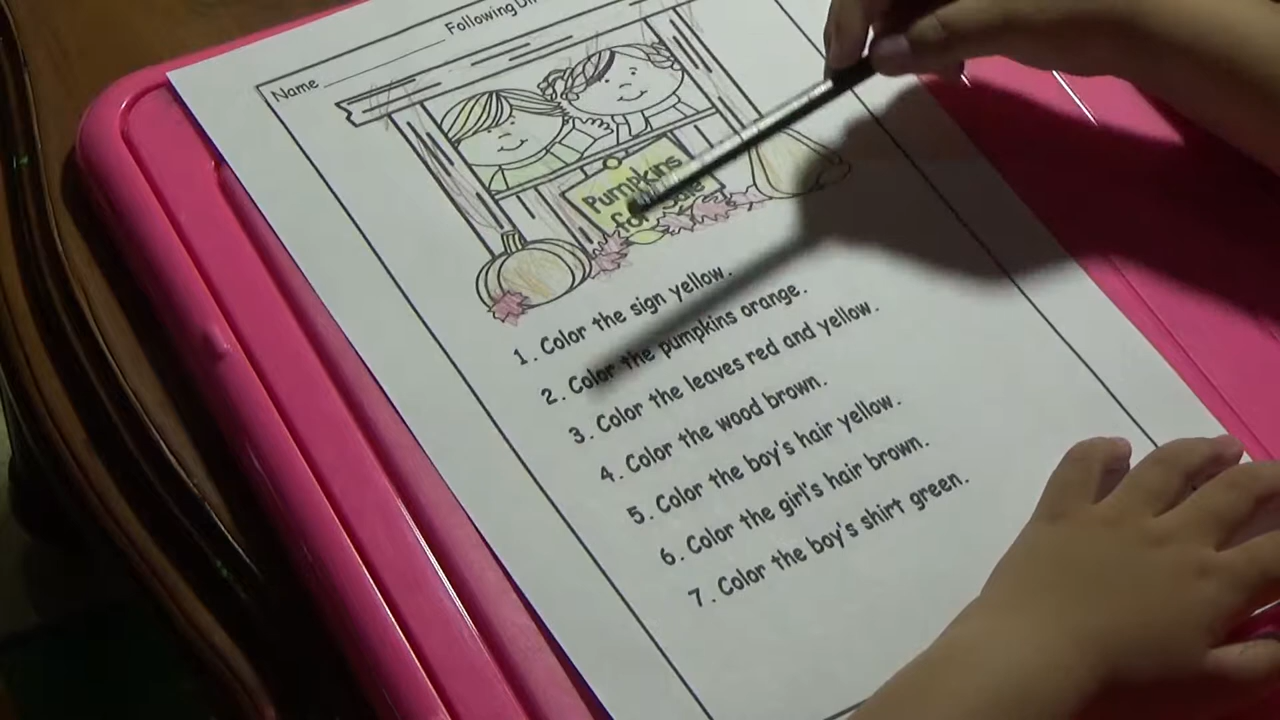 Following
Name
Pumpkins
for Sale
1. Color the sign yellow.
2. Color the pumpkins orange.
3. Color the leaves red and yellow.
4. Color the wood brown.
5. Color the boy's hair yellow.
6. Color the girl's hair brown.
7. Color the boy's shirt green.